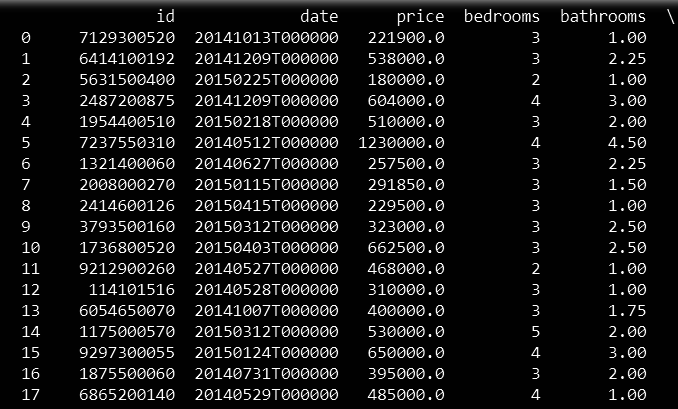 id date price bedrooms bathrooms \
0 7129300520 20141013T000000 221900.0 3 1.00
1 6414100192 20141209T000000 538000.0 3 2.25
2 5631500400 20150225T000000 180000.0 2 1.00
3 2487200875 20141209T000000 604000.0 4 3.00
4 1954400510 20150218T000000 510000.0 3 2.00
5 7237550310 20140512T000000 1230000.0 4 4.50
6 1321400060 20140627T000000 257500.0 3 2.25
7 2008000270 20150115T000000 291850.0 3 1.50
8 2414600126 20150415T000000 229500.0 3 1.00
9 3793500160 20150312T000000 323000.0 3 2.50
10 1736800520 20150403T000000 662500.0 3 2.50
11 9212900260 20140527T000000 468000.0 2 1.00
12 114101516 20140528T000000 310000.0 3 1.00
13 6054650070 20141007T000000 400000.0 3 1.75
14 1175000570 20150312T000000 530000.0 5 2.00
15 9297300055 20150124T000000 650000.0 4 3.00
16 1875500060 20140731T000000 395000.0 3 2.00
17 6865200140 20140529T000000 485000.0 4 1.00